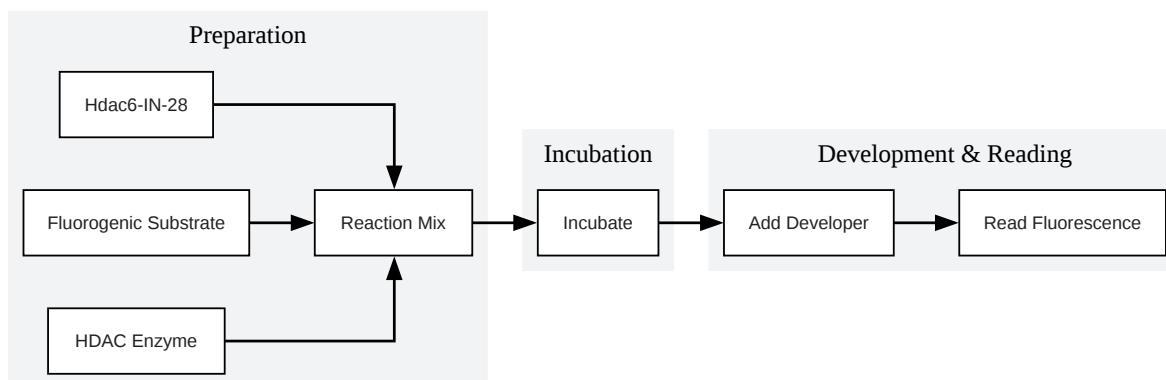 Preparation
Hdac6-IN-28
Fluorogenic Substrate
Reaction Mix
HDAC Enzyme
Incubation
Incubate
Development & Reading
Add Developer
Read Fluorescence